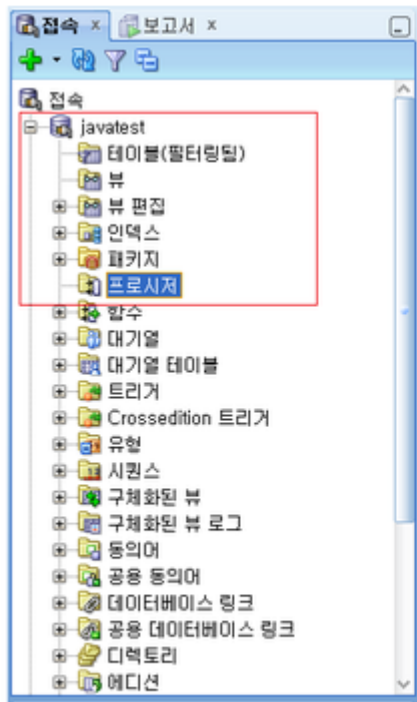 접속 × 보고서 ×
접속
javatest
테이블(필터링됨)
뷰
뷰 편집
인덱스
패키지
프로시저
함수
대기열
대기열 테이블
트리거
Crossedition 트리거
유형
시퀀스
구체화된 뷰
구체화된 뷰 로그
동의어
공용 동의어
데이터베이스 링크
공용 데이터베이스 링크
디렉토리
에디션